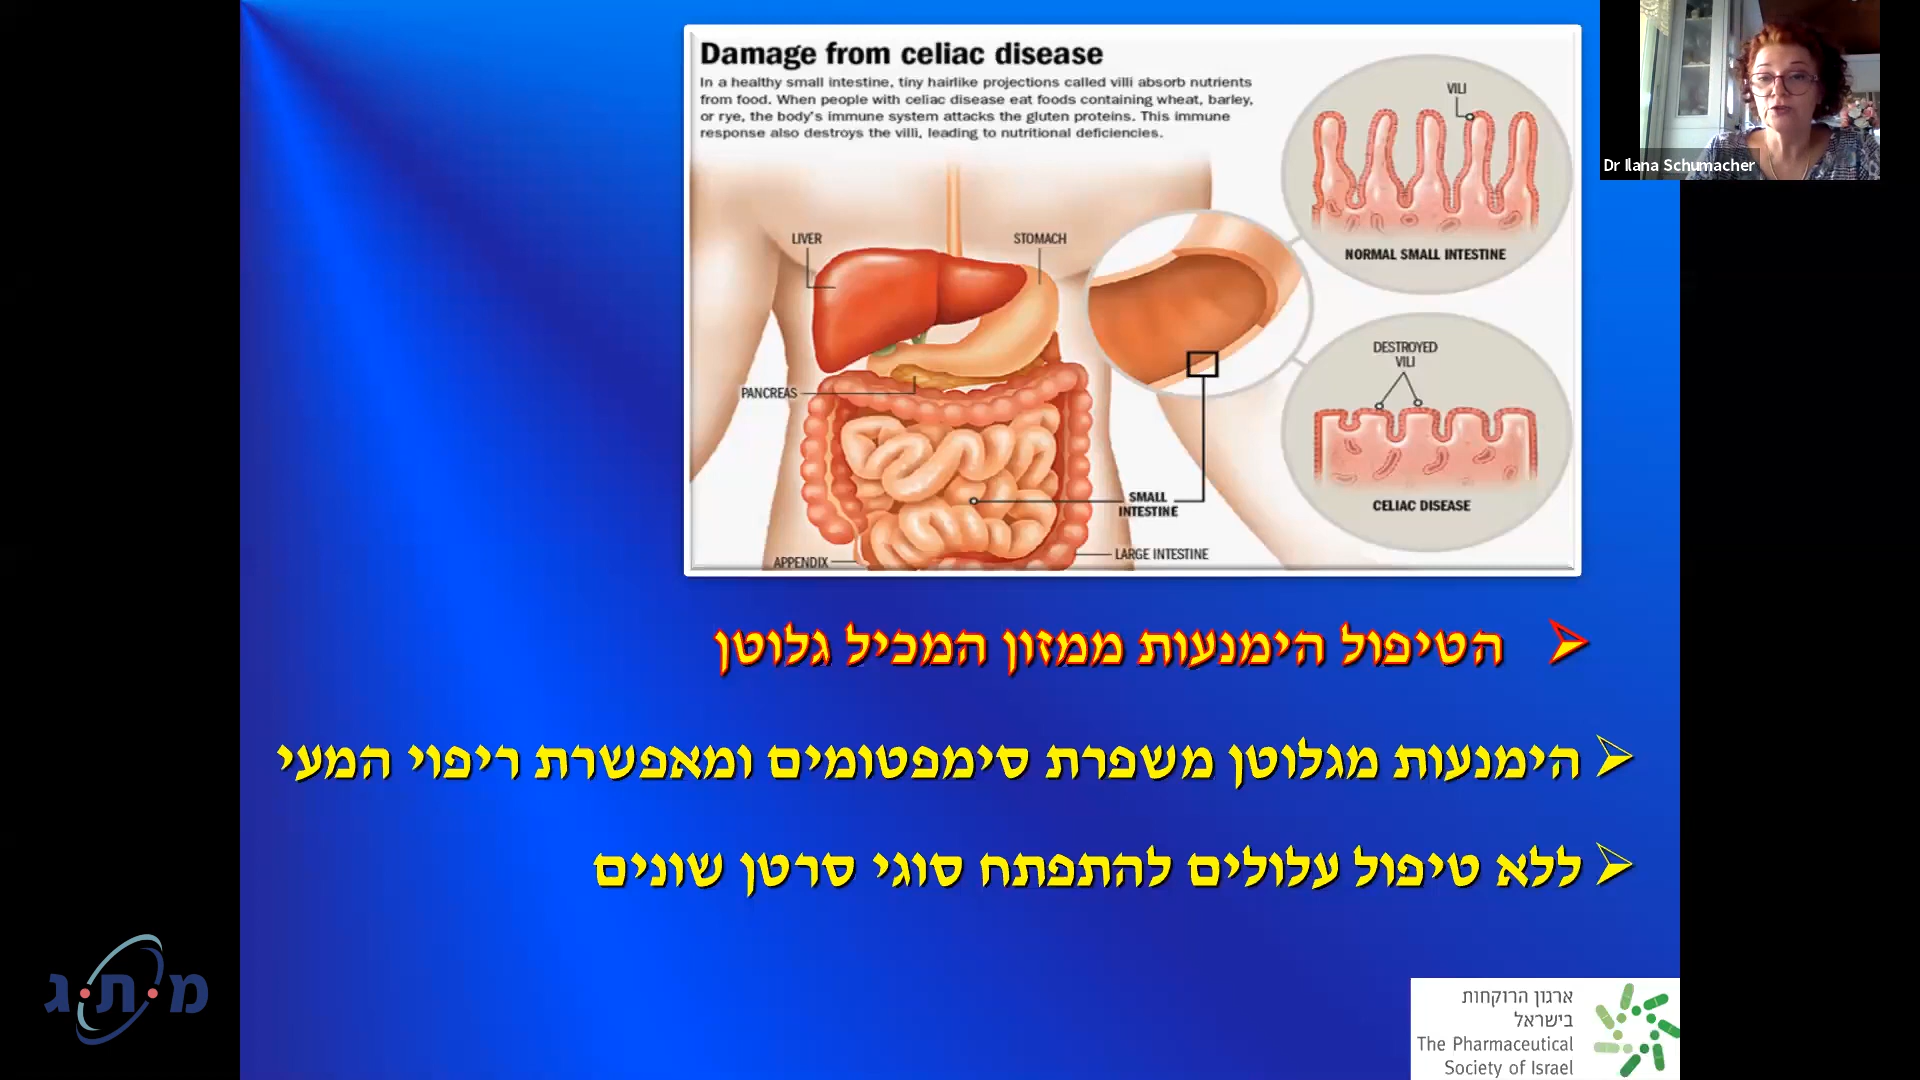 Damage from celiac disease
In a healthy small intestine, tiny hairlike projections called villi absorb nutrients
from food. When people with celiac disease eat foods containing wheat, barley,
or rye, the body's immune system attacks the gluten proteins. This immune
response also destroys the villi, leading to nutritional deficiencies.
VILI
NORMAL SMALL INTESTINE
LIVER
STOMACH
DESTROYED
VILI
PANCREAS
SMALL
INTESTINE
CELIAC DISEASE
LARGE INTESTINE
APPENDIX
Dr Ilana Schumacher
הטיפול הימנעות ממזון המכיל גלוטן
הימנעות מגלוטן משפרת סימפטומים ומאפשרת ריפוי המעי
ללא טיפול עלולים להתפתח סוגי סרטן שונים
מ.ת.ג
ארגון הרוקחות
בישראל
The Pharmaceutical
Society of Israel